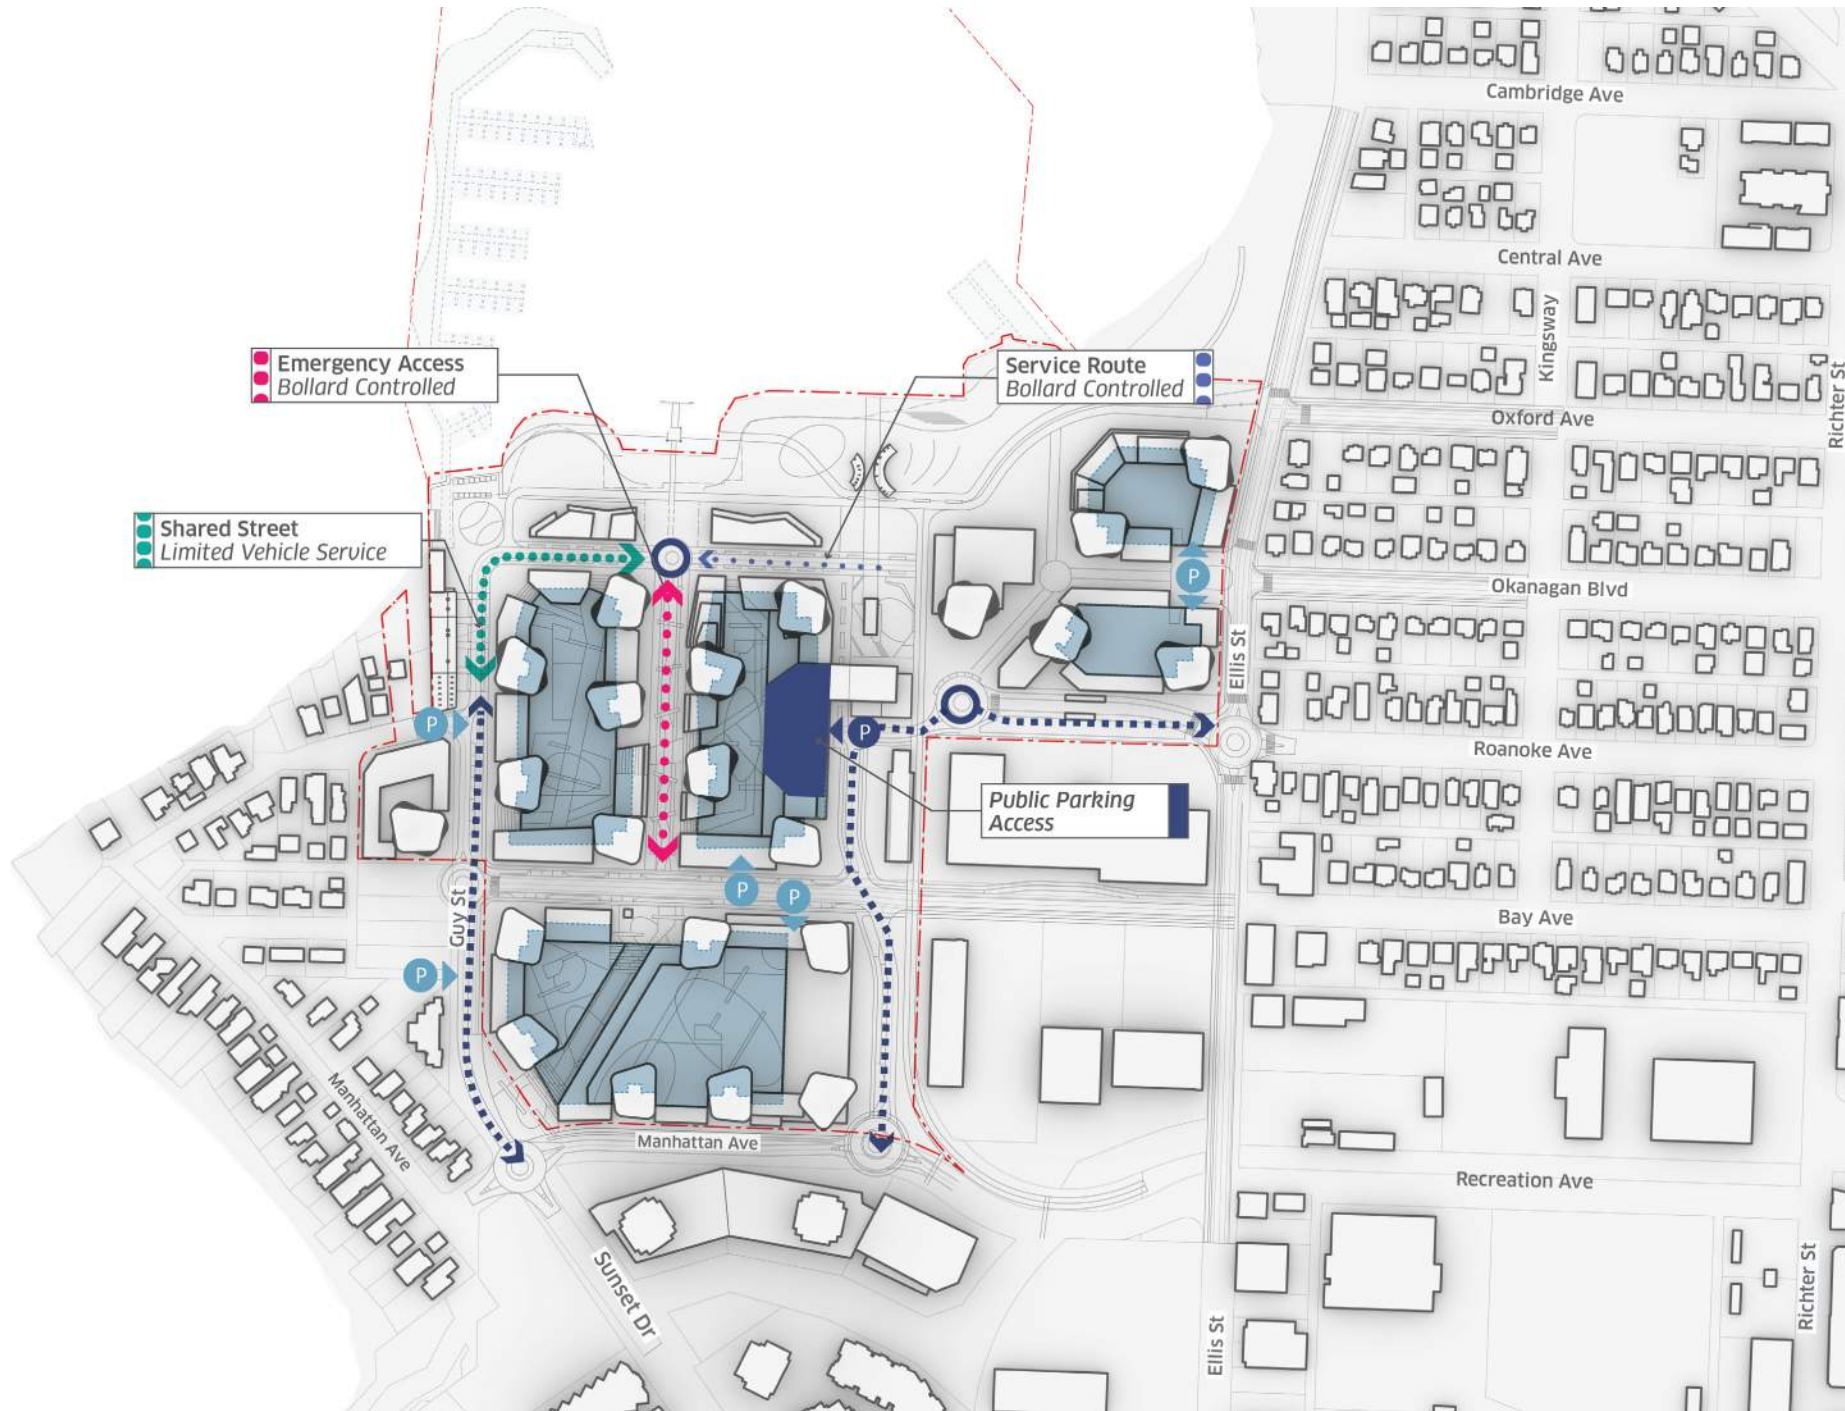 Cambridge Ave
Central Ave
Kingsway
Richter St
Emergency Access
Bollard Controlled
Service Route
Bollard Controlled
Oxford Ave
Shared Street
Limited Vehicle Service
P
Okanagan Blvd
Ellis St
P
P
Roanoke Ave
Public Parking
Access
P
P
Guy St
Bay Ave
P
Manhattan Ave
Manhattan Ave
Recreation Ave
Sunset Dr
Ellis St
Richter St